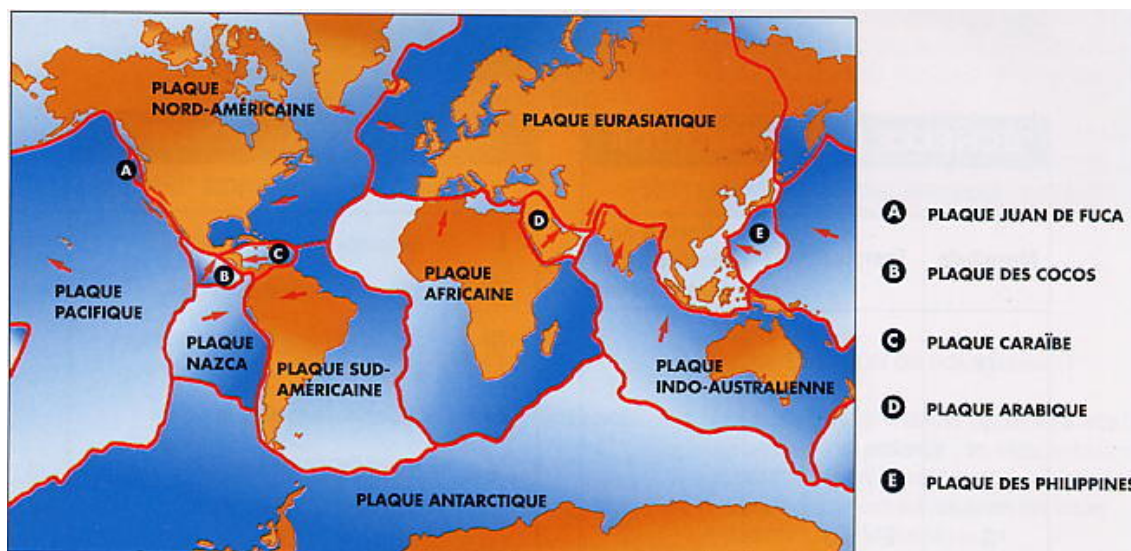 PLAQUE
NORD-AMÉRICAINE
PLAQUE EURASIATIQUE
A
D
E
C
B
PLAQUE
AFRICAINE
PLAQUE
PACIFIQUE
PLAQUE
NAZCA
PLAQUE SUD-
AMÉRICAINE
PLAQUE
INDO-AUSTRALIENNE
PLAQUE ANTARCTIQUE
A PLAQUE JUAN DE FUCA
B PLAQUE DES COCOS
C PLAQUE CARAÏBE
D PLAQUE ARABIQUE
E PLAQUE DES PHILIPPINES